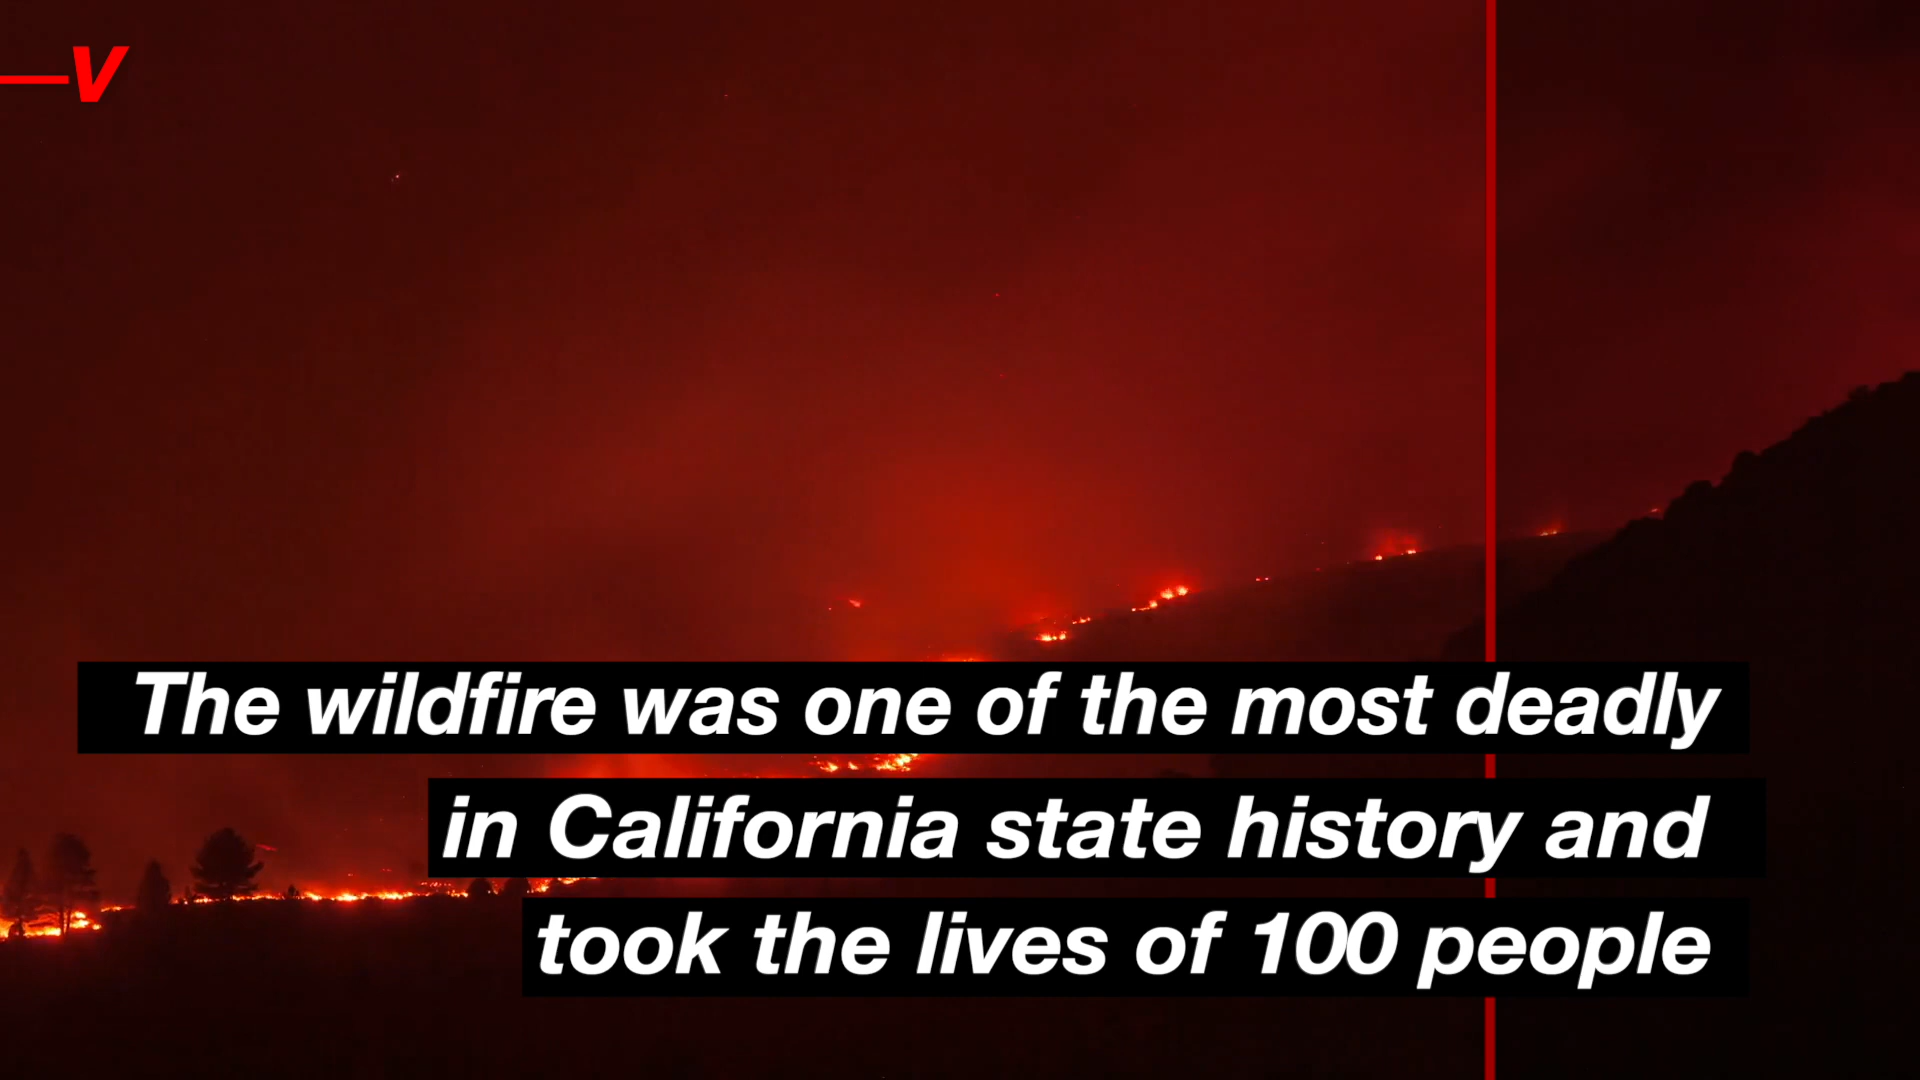 V
The wildfire was one of the most deadly
in California state history and
took the lives of 100 people